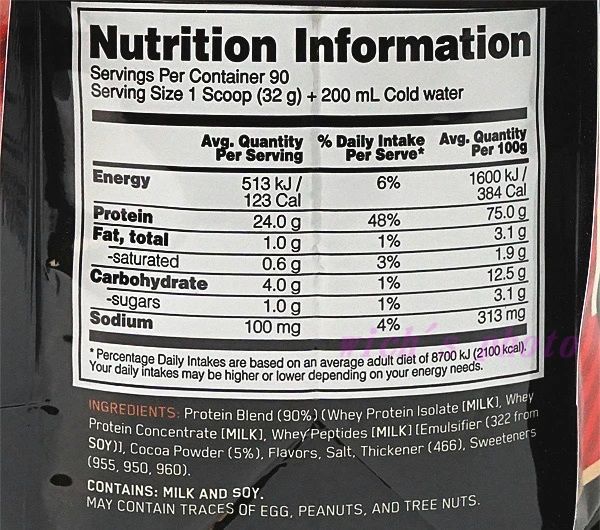 Nutrition Information
Servings Per Container 90
Serving Size 1 Scoop (32 g) + 200 mL Cold water
Avg. Quantity % Daily Intake Avg. Quantity
Per Serving Per Serve* Per 100g
Energy 513 kJ / 6% 1600 kJ /
123 Cal 384 Cal
Protein 24.0 g 48% 75.0 g
Fat, total 1.0 g 1% 3.1 g
-saturated 0.6 g 3% 1.9 g
Carbohydrate 4.0 g 1% 12.5 g
-sugars 1.0 g 1% 3.1 g
Sodium 100 mg 4% 313 mg
*Percentage Daily Intakes are based on an average adult diet of 8700 kJ (2100 kcal).
Your daily intakes may be higher or lower depending on your energy needs.
INGREDIENTS: Protein Blend (90%) (Whey Protein Isolate [MILK], Whey
Protein Concentrate [MILK], Whey Peptides [MILK] [Emulsifier (322 from
SOY)], Cocoa Powder (5%), Flavors, Salt, Thickener (466), Sweeteners
(955, 950, 960).
CONTAINS: MILK AND SOY.
MAY CONTAIN TRACES OF EGG, PEANUTS, AND TREE NUTS.